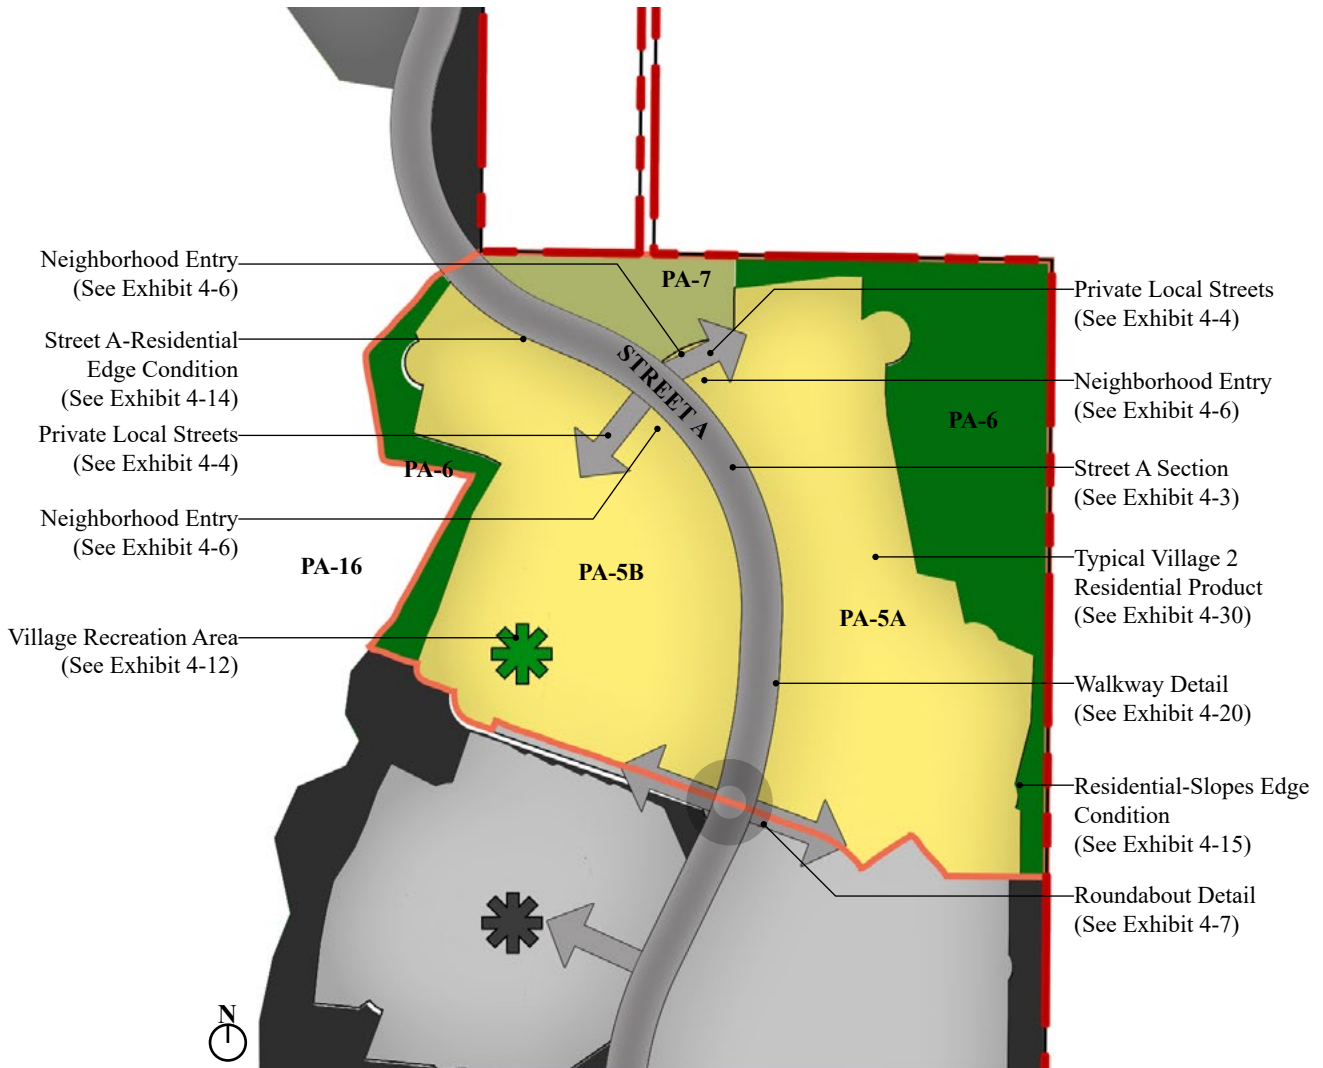 Neighborhood Entry
(See Exhibit 4-6)
Street A-Residential
Edge Condition
(See Exhibit 4-14)
Private Local Streets
(See Exhibit 4-4)
Neighborhood Entry
(See Exhibit 4-6)
PA-16
Village Recreation Area
(See Exhibit 4-12)
PA-7
STREET A
PA-6
PA-6
PA-5B
PA-5A
Private Local Streets
(See Exhibit 4-4)
Neighborhood Entry
(See Exhibit 4-6)
Street A Section
(See Exhibit 4-3)
Typical Village 2
Residential Product
(See Exhibit 4-30)
Walkway Detail
(See Exhibit 4-20)
Residential-Slopes Edge
Condition
(See Exhibit 4-15)
Roundabout Detail
(See Exhibit 4-7)
N